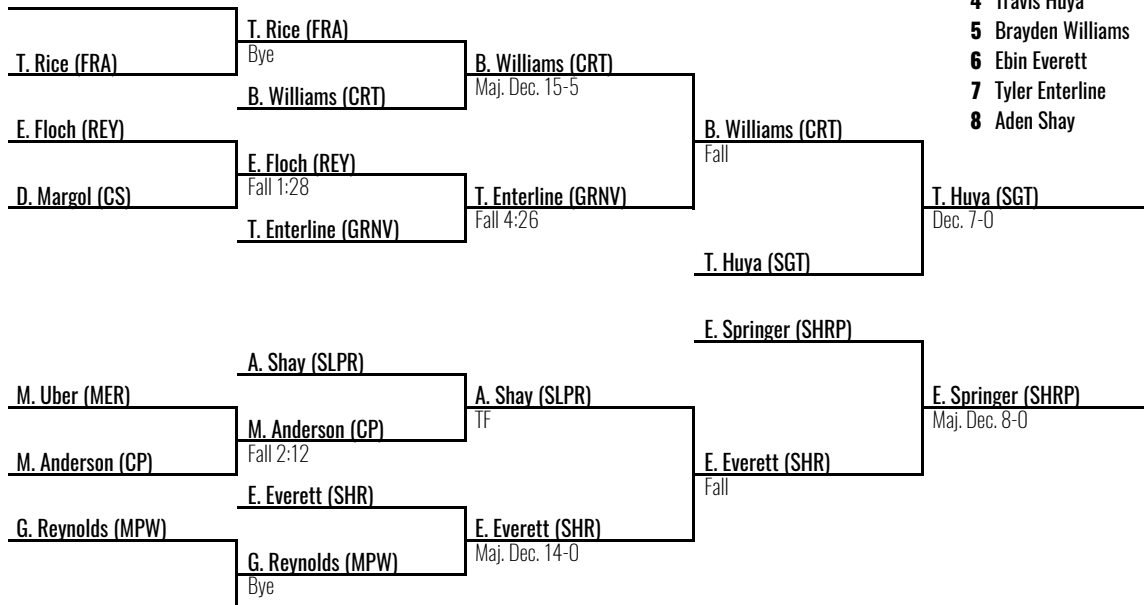 4 Travis Huya
5 Brayden Williams
6 Ebin Everett
7 Tyler Enterline
8 Aden Shay
T. Rice (FRA)
E. Floch (REY)
D. Margol (CS)
M. Uber (MER)
M. Anderson (CP)
G. Reynolds (MPW)
T. Rice (FRA)
Bye
B. Williams (CRT)
E. Floch (REY)
Fall 1:28
T. Enterline (GRNV)
A. Shay (SLPR)
M. Anderson (CP)
Fall 2:12
E. Everett (SHR)
G. Reynolds (MPW)
Bye
B. Williams (CRT)
Maj. Dec. 15-5
T. Enterline (GRNV)
Fall 4:26
A. Shay (SLPR)
TF
E. Everett (SHR)
Maj. Dec. 14-0
B. Williams (CRT)
Fall
T. Huya (SGT)
E. Springer (SHRP)
E. Everett (SHR)
Fall
T. Huya (SGT)
Dec. 7-0
E. Springer (SHRP)
Maj. Dec. 8-0